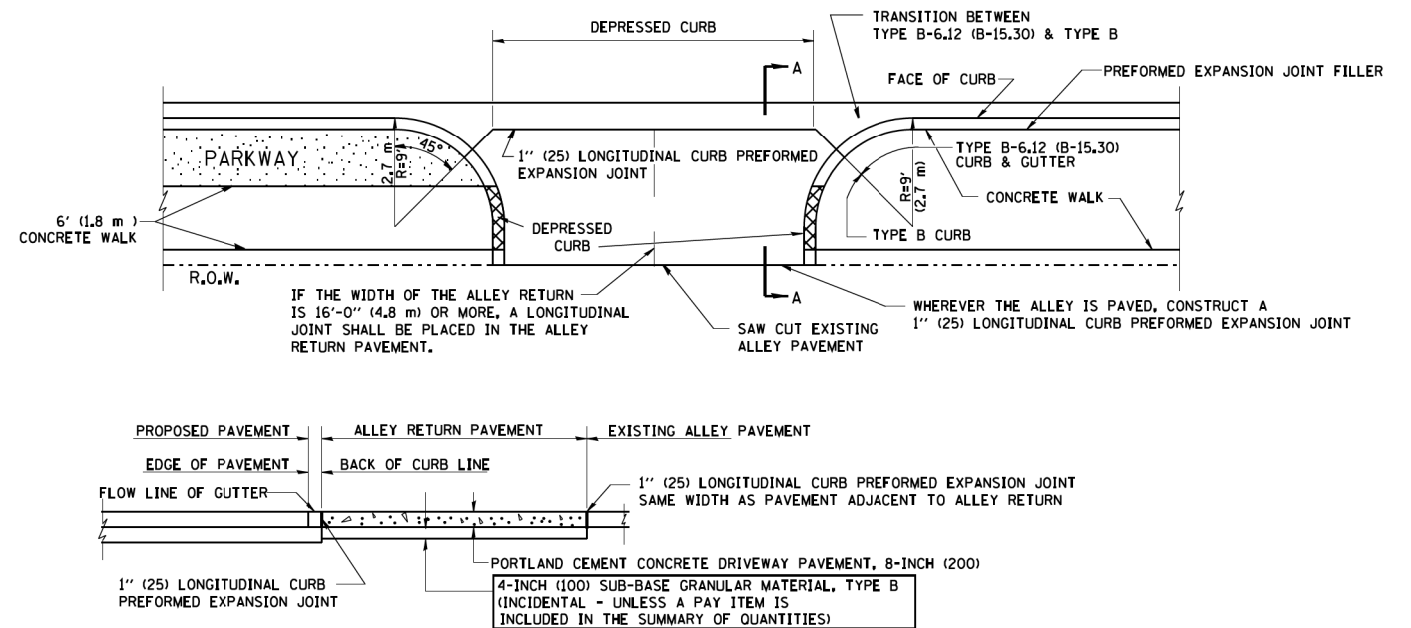 DEPRESSED CURB
TRANSITION BETWEEN
TYPE B-6.12 (B-15.30) & TYPE B
A
FACE OF CURB
PREFORMED EXPANSION JOINT FILLER
PARKWAY
45°
2.7 m
R=9'
1'' (25) LONGITUDINAL CURB PREFORMED
EXPANSION JOINT
TYPE B-6.12 (B-15.30)
CURB & GUTTER
R=9'
(2.7 m)
CONCRETE WALK
6' (1.8 m )
CONCRETE WALK
DEPRESSED
CURB
TYPE B CURB
R.O.W.
IF THE WIDTH OF THE ALLEY RETURN
IS 16'-0'' (4.8 m) OR MORE, A LONGITUDINAL
JOINT SHALL BE PLACED IN THE ALLEY
RETURN PAVEMENT.
A
SAW CUT EXISTING
ALLEY PAVEMENT
WHEREVER THE ALLEY IS PAVED, CONSTRUCT A
1'' (25) LONGITUDINAL CURB PREFORMED EXPANSION JOINT
PROPOSED PAVEMENT
ALLEY RETURN PAVEMENT
EXISTING ALLEY PAVEMENT
EDGE OF PAVEMENT
BACK OF CURB LINE
FLOW LINE OF GUTTER
1'' (25) LONGITUDINAL CURB PREFORMED EXPANSION JOINT
SAME WIDTH AS PAVEMENT ADJACENT TO ALLEY RETURN
PORTLAND CEMENT CONCRETE DRIVEWAY PAVEMENT, 8-INCH (200)
1'' (25) LONGITUDINAL CURB
PREFORMED EXPANSION JOINT
4-INCH (100) SUB-BASE GRANULAR MATERIAL, TYPE B
(INCIDENTAL - UNLESS A PAY ITEM IS
INCLUDED IN THE SUMMARY OF QUANTITIES)